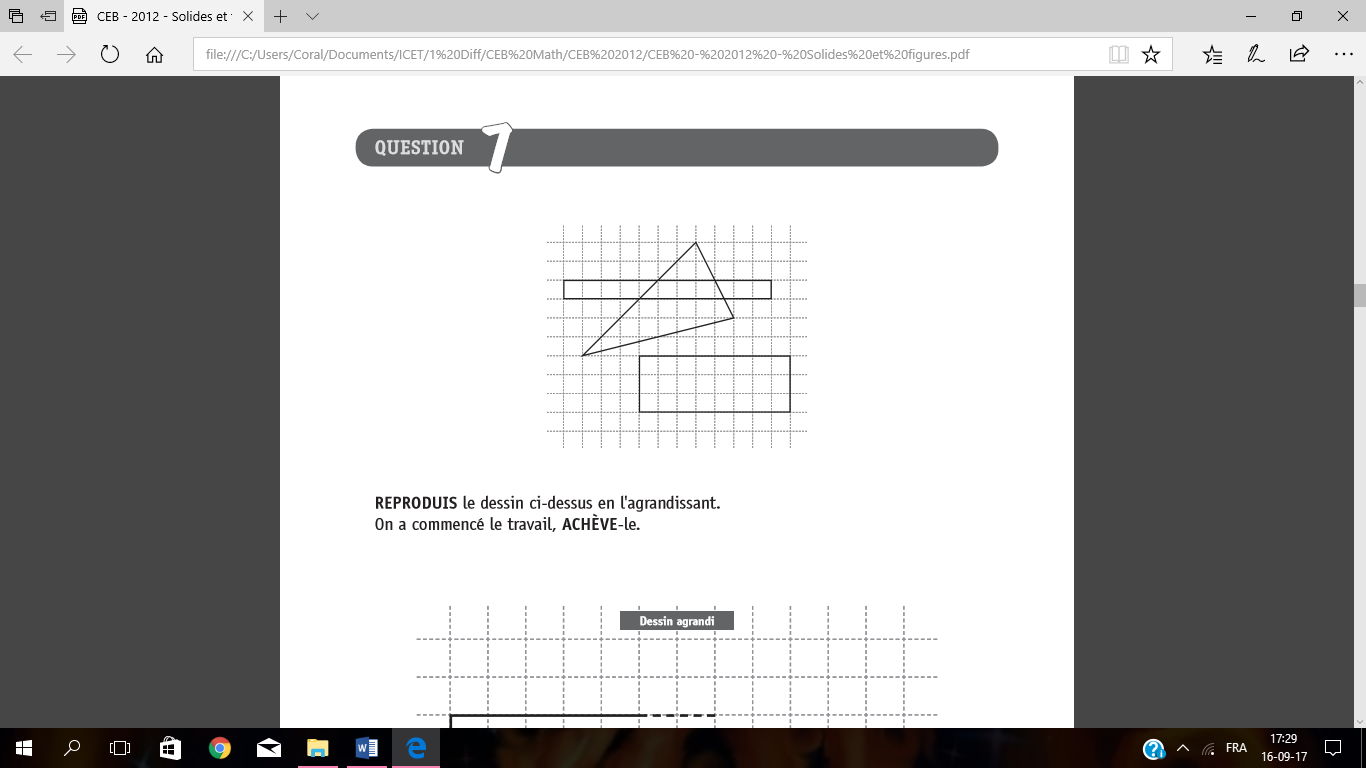 CEB - 2012 - Solides et
file:///C:/Users/Coral/Documents/ICET/1%20Diff/CEB%20Math/CEB%202012/CEB%20-%202012%20-%20Solides%20et%20figures.pdf
QUESTION 7
REPRODUIS le dessin ci-dessus en l'agrandissant.
On a commencé le travail, ACHÈVE-le.
Dessin agrandi
FRA
17:29
16-09-17